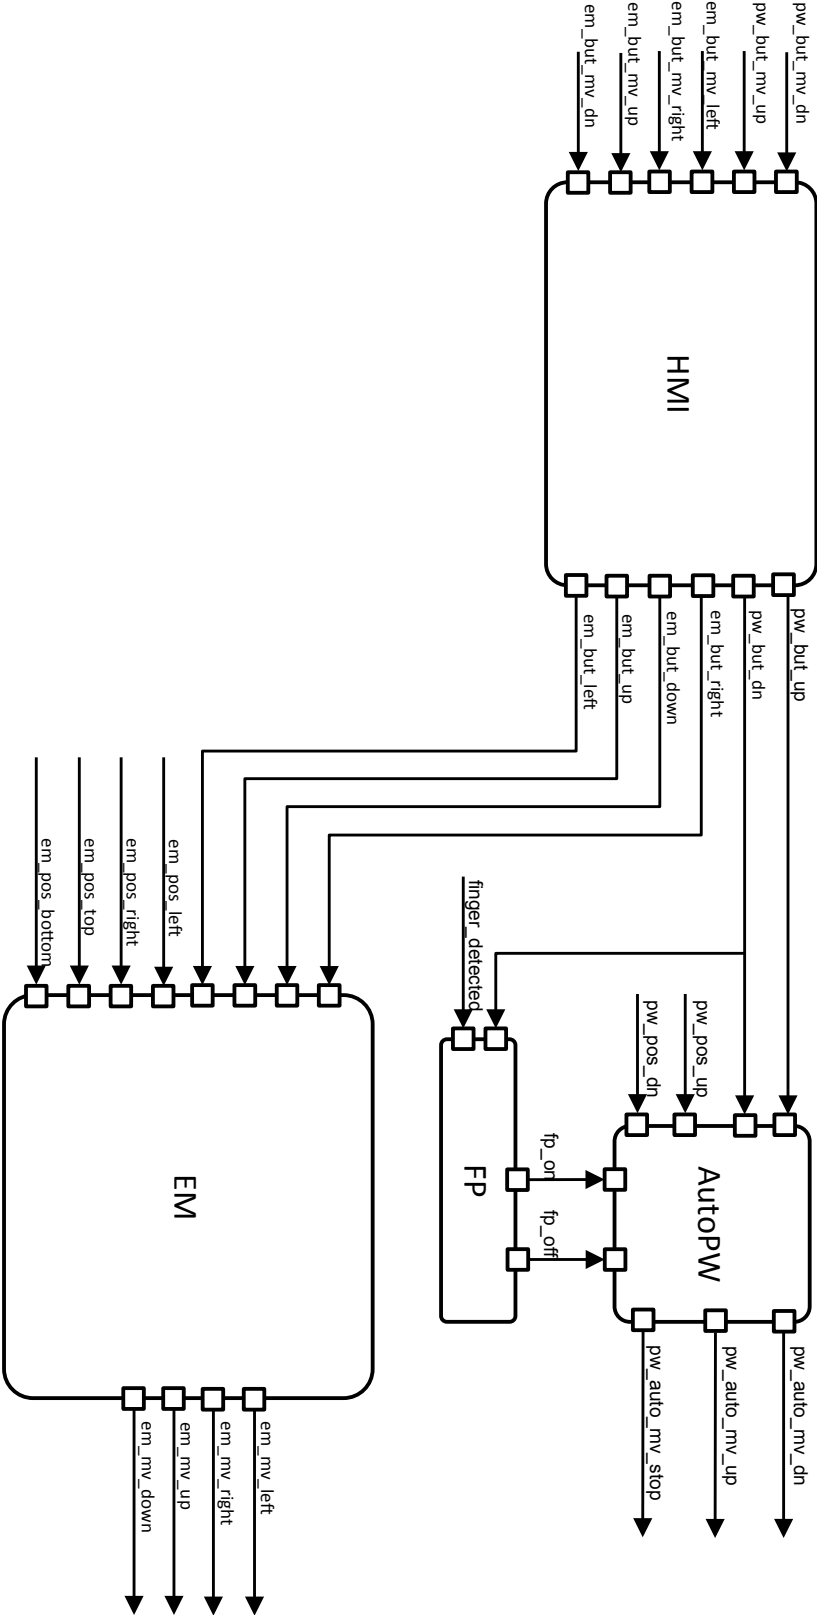 pw_but_mv_dn
pw_but_mv_up
em_but_mv_left
em_but_mv_right
em_but_mv_up
em_but_mv_dn
HMI
pw_but_up
pw_but_dn
em_but_right
em_but_down
em_but_up
em_but_left
pw_pos_up
pw_pos_dn
AutoPW
pw_auto_mv_dn
pw_auto_mv_up
pw_auto_mv_stop
fp_on
fp_off
finger_detected
FP
em_pos_left
em_pos_right
em_pos_top
em_pos_bottom
EM
em_mv_left
em_mv_right
em_mv_up
em_mv_down